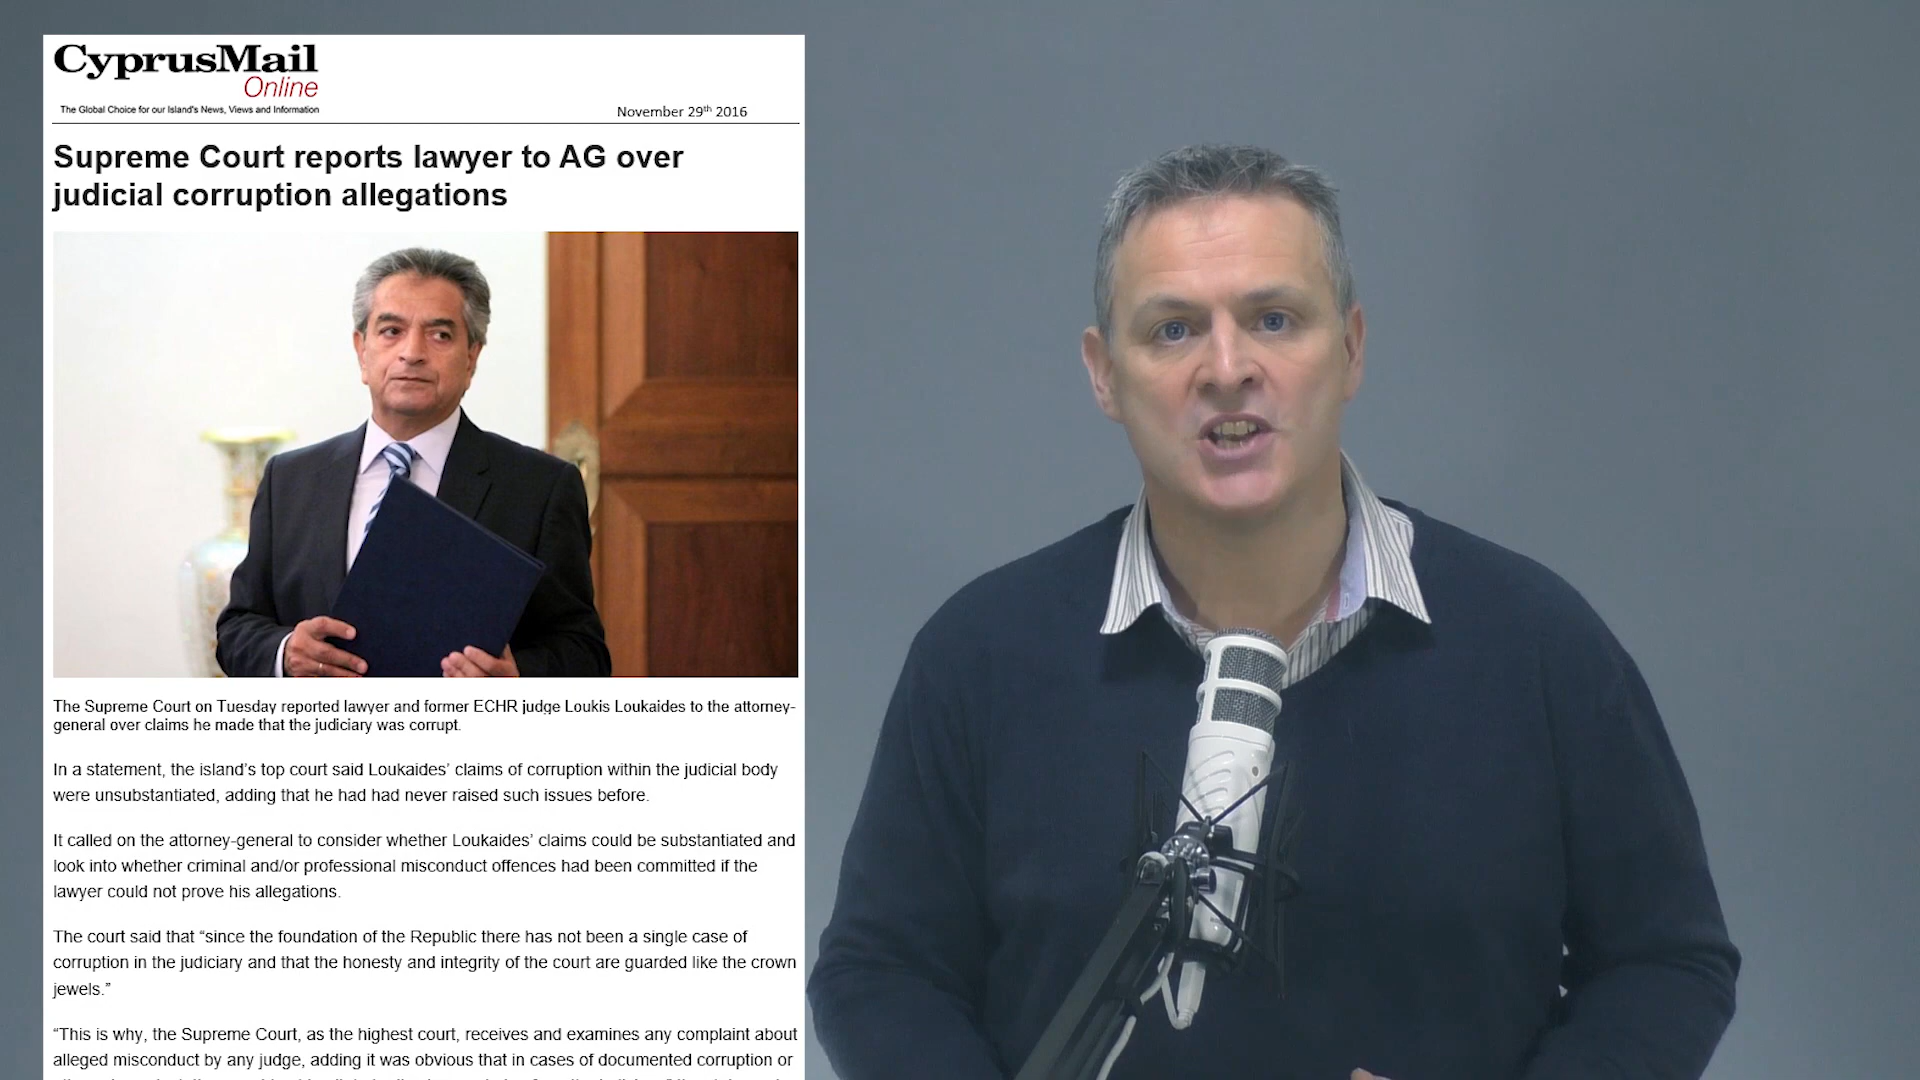 CyprusMail
Online
The Global Choice for our Island's News, Views and Information
November 29th 2016
Supreme Court reports lawyer to AG over
judicial corruption allegations
The Supreme Court on Tuesday reported lawyer and former ECHR judge Loukis Loukaides to the attorney-
general over claims he made that the judiciary was corrupt.
In a statement, the island’s top court said Loukaides’ claims of corruption within the judicial body
were unsubstantiated, adding that he had had never raised such issues before.
It called on the attorney-general to consider whether Loukaides’ claims could be substantiated and
look into whether criminal and/or professional misconduct offences had been committed if the
lawyer could not prove his allegations.
The court said that “since the foundation of the Republic there has not been a single case of
corruption in the judiciary and that the honesty and integrity of the court are guarded like the crown
jewels.”
“This is why, the Supreme Court, as the highest court, receives and examines any complaint about
alleged misconduct by any judge, adding it was obvious that in cases of documented corruption or